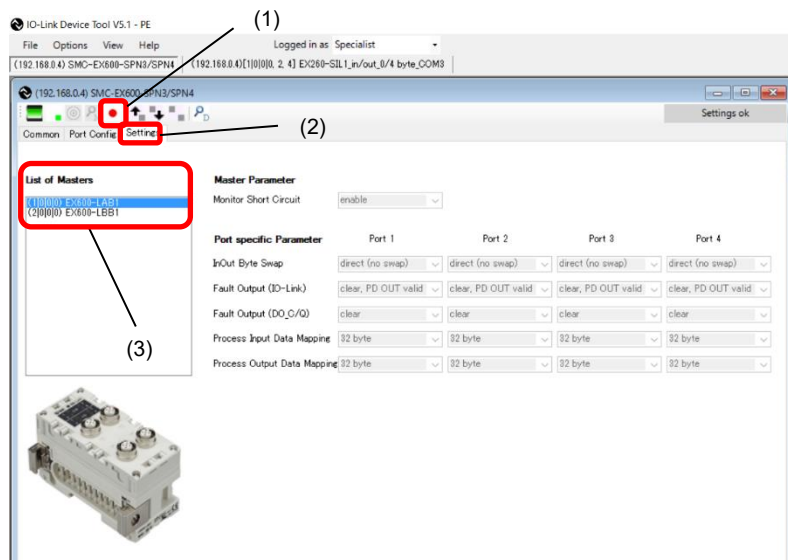 (1)
IO-Link Device Tool V5.1 - PE
File Options View Help Logged in as Specialist
(192.168.0.4) SMC-EX600-SPN3/SPN4 (192.168.0.4)[1|0|0|0, 2, 4] EX260-SIL1_in/out_0/4 byte_COM3
(192.168.0.4) SMC-EX600-SPN3/SPN4
Settings ok
Common Port Config Settings
(2)
List of Masters Master Parameter
(1|0|0|0) EX600-LAB1 Monitor Short Circuit enable
(2|0|0|0) EX600-LBB1
Port specific Parameter Port 1 Port 2 Port 3 Port 4
InOut Byte Swap direct (no swap) direct (no swap) direct (no swap) direct (no swap)
Fault Output (IO-Link) clear, PD OUT valid clear, PD OUT valid clear, PD OUT valid clear, PD OUT valid
Fault Output (DO_C/Q) clear clear clear clear
Process Input Data Mapping 32 byte 32 byte 32 byte 32 byte
(3)
Process Output Data Mapping 32 byte 32 byte 32 byte 32 byte